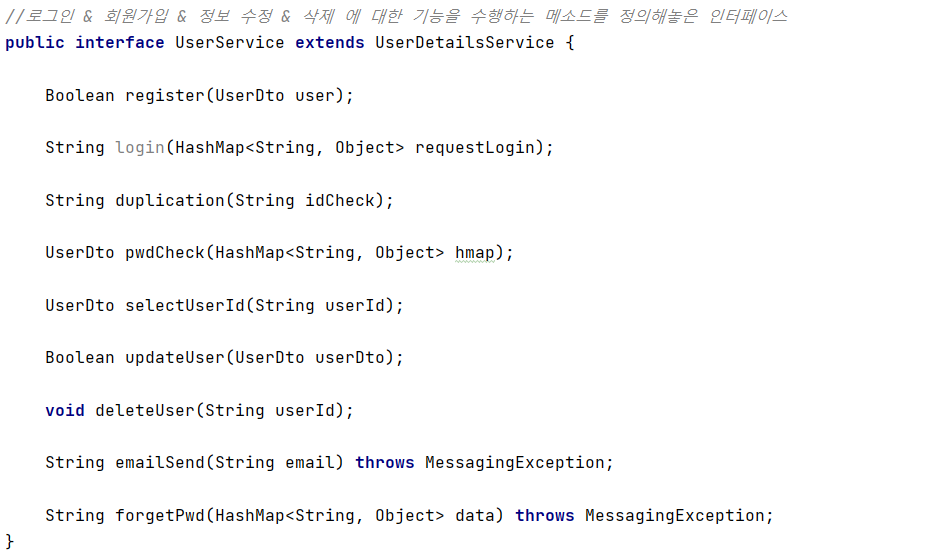 //로그인 & 회원가입 & 정보 수정 & 삭제 에 대한 기능을 수행하는 메소드를 정의해놓은 인터페이스
public interface UserService extends UserDetailsService {
Boolean register(UserDto user);
String login(HashMap<String, Object> requestLogin);
String duplication(String idCheck);
UserDto pwdCheck(HashMap<String, Object> hmap);
UserDto selectUserId(String userId);
Boolean updateUser(UserDto userDto);
void deleteUser(String userId);
String emailSend(String email) throws MessagingException;
String forgetPwd(HashMap<String, Object> data) throws MessagingException;
}